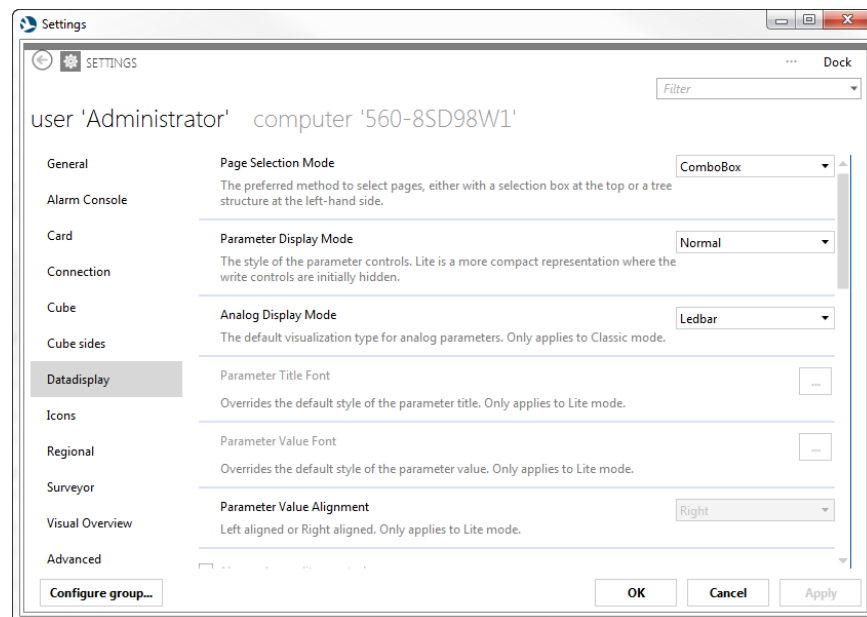 Settings
SETTINGS
... Dock
Filter
user 'Administrator' computer '560-8SD98W1'
General
Alarm Console
Card
Connection
Cube
Cube sides
Datadisplay
Icons
Regional
Surveyor
Visual Overview
Advanced
Page Selection Mode
ComboBox
The preferred method to select pages, either with a selection box at the top or a tree
structure at the left-hand side.
Parameter Display Mode
Normal
The style of the parameter controls. Lite is a more compact representation where the
write controls are initially hidden.
Analog Display Mode
Ledbar
The default visualization type for analog parameters. Only applies to Classic mode.
Parameter Title Font
...
Overrides the default style of the parameter title. Only applies to Lite mode.
Parameter Value Font
...
Overrides the default style of the parameter value. Only applies to Lite mode.
Parameter Value Alignment
Right
Left aligned or Right aligned. Only applies to Lite mode.
Configure group...
OK
Cancel
Apply